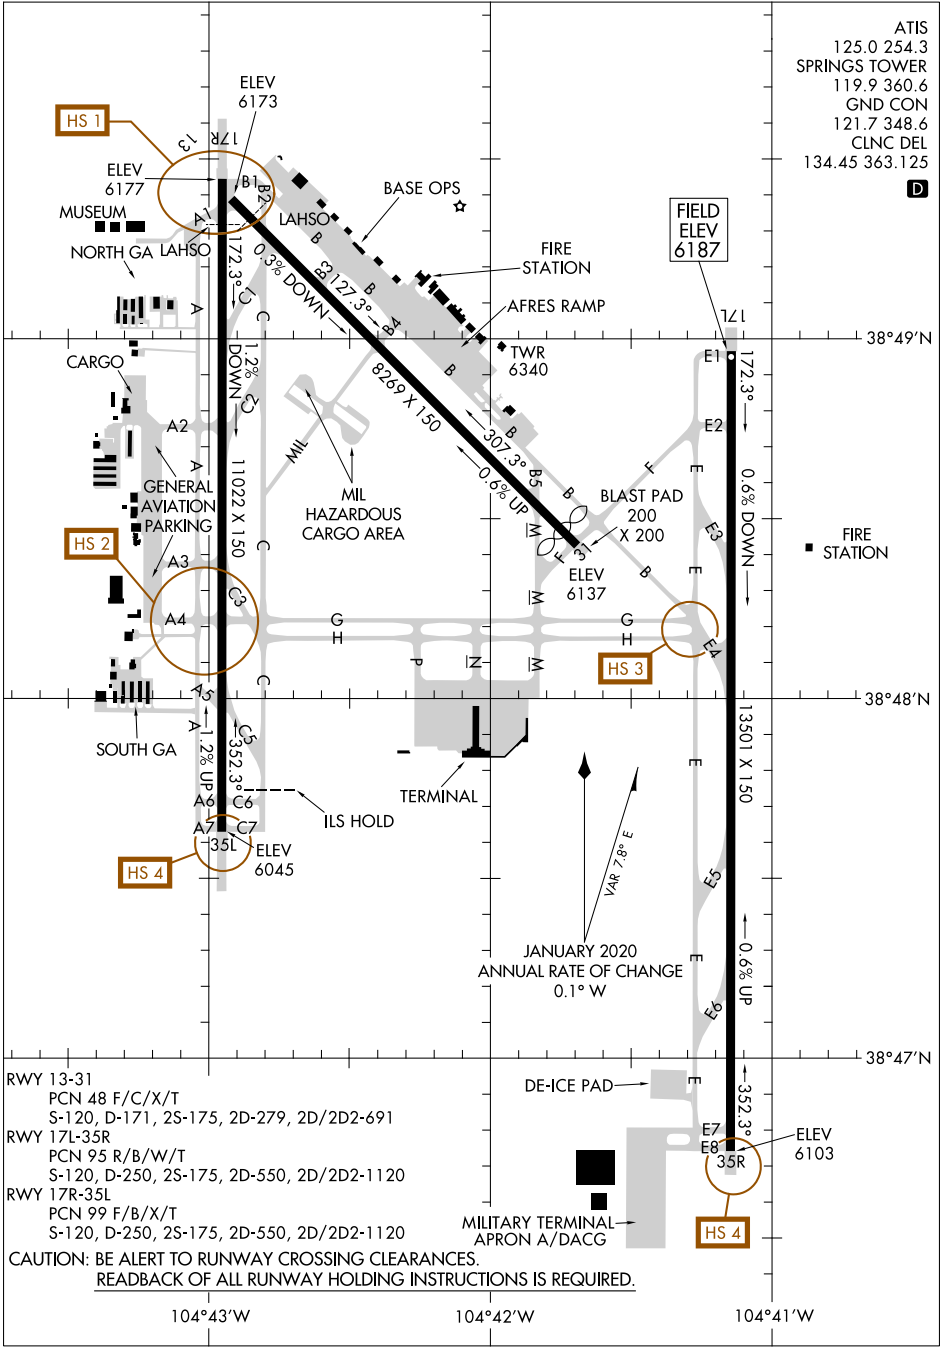 ATIS
125.0 254.3
SPRINGS TOWER
119.9 360.6
GND CON
121.7 348.6
CLNC DEL
134.45 363.125
D
ELEV
6173
HS 1
13
17R
ELEV
6177
B1
B2
A1
LAHSO
LAHSO
MUSEUM
NORTH GA
BASE OPS
FIRE
STATION
AFRES RAMP
TWR
6340
FIELD
ELEV
6187
17L
38°49'N
172.3°
0.3% DOWN
B
B3
127.3°
B
B4
B
C1
C
A
1.2%
DOWN
C2
CARGO
A2
A
8269 X 150
307.3°
0.6% UP
B
B5
B
MIL
MIL
HAZARDOUS
CARGO AREA
GENERAL
AVIATION
PARKING
11022 X 150
BLAST PAD
200
X 200
F
F
31
ELEV
6137
B
M
M
M
E1
172.3°
E2
E
E3
E
0.6% DOWN
FIRE
STATION
HS 2
A3
C
C3
A4
G
H
G
H
P
N
HS 3
E4
38°48'N
A5
A
C
C5
SOUTH GA
1.2% UP
352.3°
TERMINAL
13501 X 150
E
A6
C6
ILS HOLD
A7
C7
35L
ELEV
6045
HS 4
VAR 7.8° E
JANUARY 2020
ANNUAL RATE OF CHANGE
0.1° W
E5
E
0.6% UP
E6
38°47'N
DE-ICE PAD
E
352.3°
E7
E8
35R
ELEV
6103
HS 4
MILITARY TERMINAL
APRON A/DACG
RWY 13-31
PCN 48 F/C/X/T
S-120, D-171, 2S-175, 2D-279, 2D/2D2-691
RWY 17L-35R
PCN 95 R/B/W/T
S-120, D-250, 2S-175, 2D-550, 2D/2D2-1120
RWY 17R-35L
PCN 99 F/B/X/T
S-120, D-250, 2S-175, 2D-550, 2D/2D2-1120
CAUTION: BE ALERT TO RUNWAY CROSSING CLEARANCES.
READBACK OF ALL RUNWAY HOLDING INSTRUCTIONS IS REQUIRED.
104°43'W
104°42'W
104°41'W